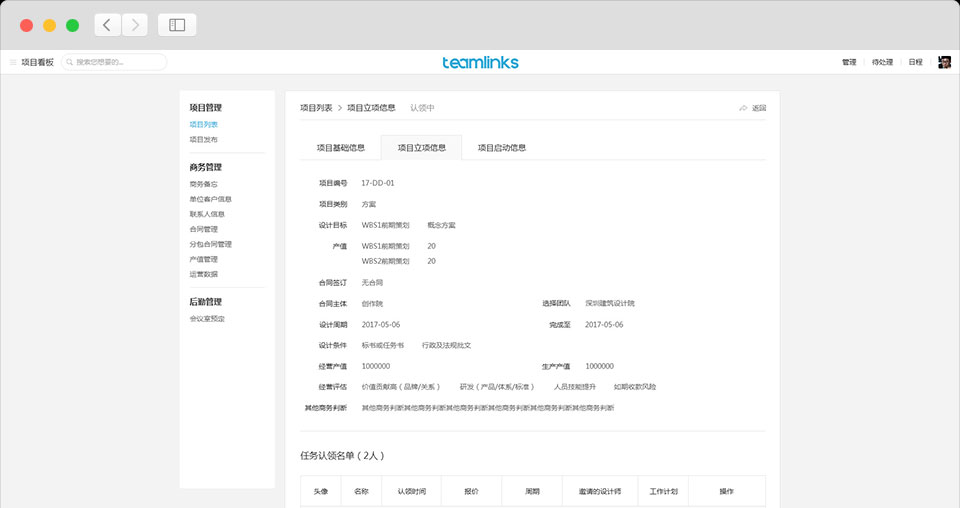 项目看板
搜索您想要的...
teamlinks
管理 待处理 日程
项目管理
项目列表
项目发布
商务管理
商务备忘
单位客户信息
联系人信息
合同管理
分包合同管理
产值管理
运营数据
后勤管理
会议室预定
项目列表 > 项目立项信息 认领中
返回
项目基础信息 项目立项信息 项目启动信息
项目编号 17-DD-01
项目类别 方案
设计目标 WBS1前期策划 概念方案
产值 WBS1前期策划 20
WBS2前期策划 20
合同签订 无合同
合同主体 创作院 选择团队 深圳建筑设计院
设计周期 2017-05-06 完成至 2017-05-06
设计条件 标书或任务书 行政及法规批文
经营产值 1000000 生产产值 1000000
经营评估 价值贡献高（品牌/关系） 研发（产品/体系/标准） 人员技能提升 如期收款风险
其他商务判断 其他商务判断其他商务判断其他商务判断其他商务判断其他商务判断其他商务判断
任务认领名单（2人）
头像 名称 认领时间 报价 周期 邀请的设计师 工作计划 操作